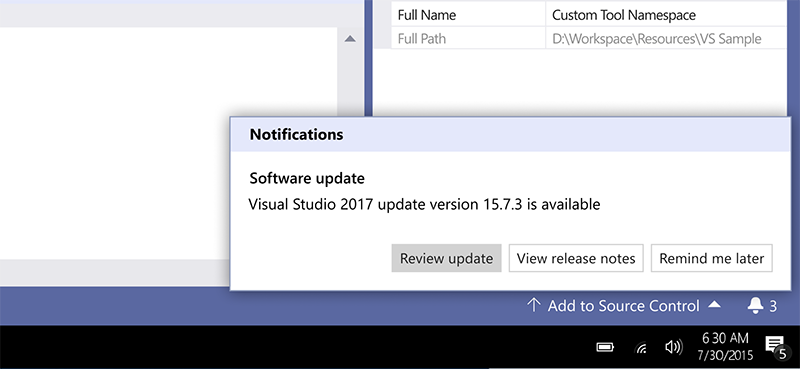 Full Name Custom Tool Namespace
Full Path D:\Workspace\Resources\VS Sample
Notifications
Software update
Visual Studio 2017 update version 15.7.3 is available
Review update View release notes Remind me later
Add to Source Control 3
6:30 AM
7/30/2015
5